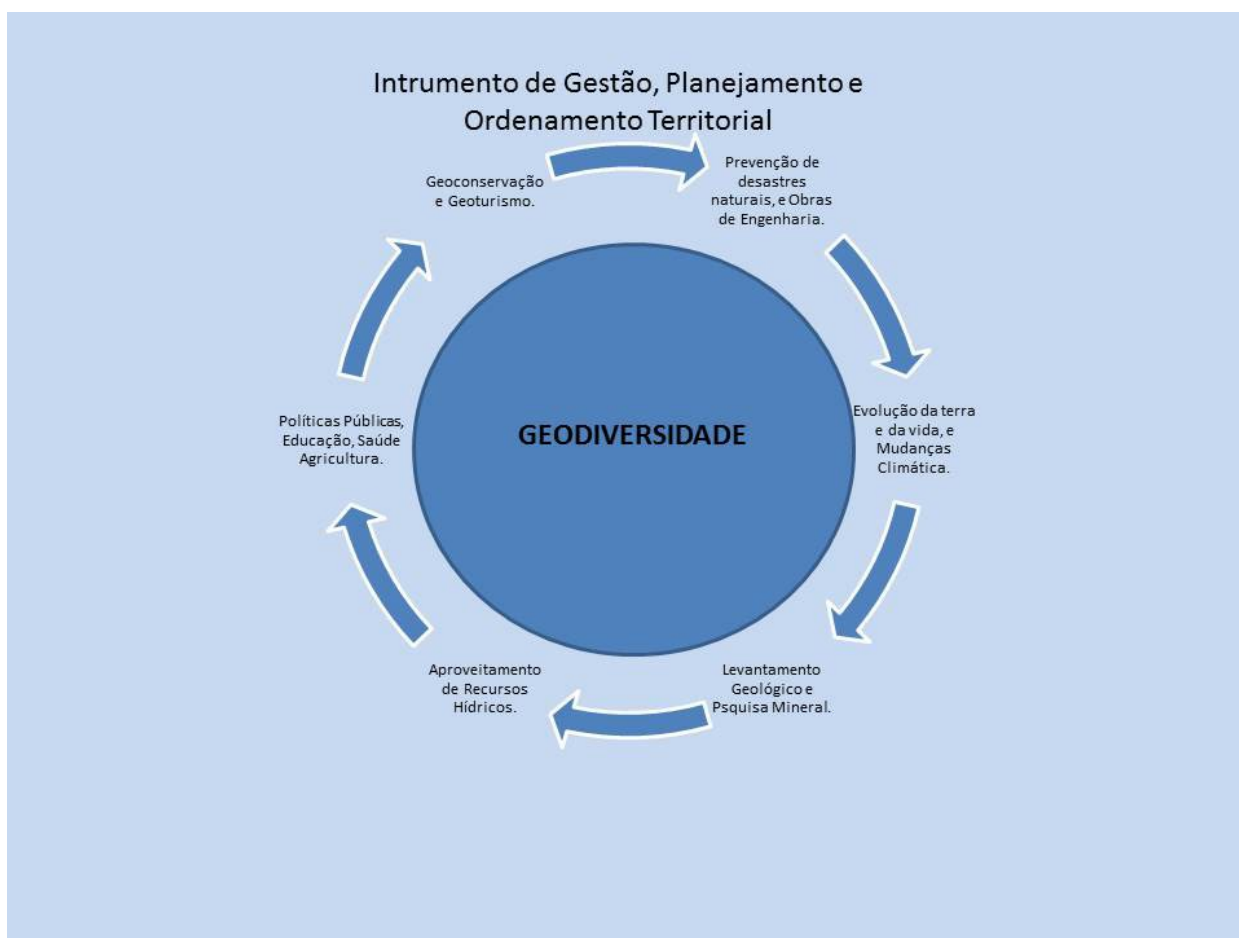 Intrumento de Gestão, Planejamento e
Ordenamento Territorial
Geoconservação
e Geoturismo.
Prevenção de
desastres
naturais, e Obras
de Engenharia.
Evolução da terra
e da vida, e
Mudanças
Climática.
Levantamento
Geológico e
Psquisa Mineral.
Aproveitamento
de Recursos
Hídricos.
Políticas Públicas,
Educação, Saúde
Agricultura.
GEODIVERSIDADE